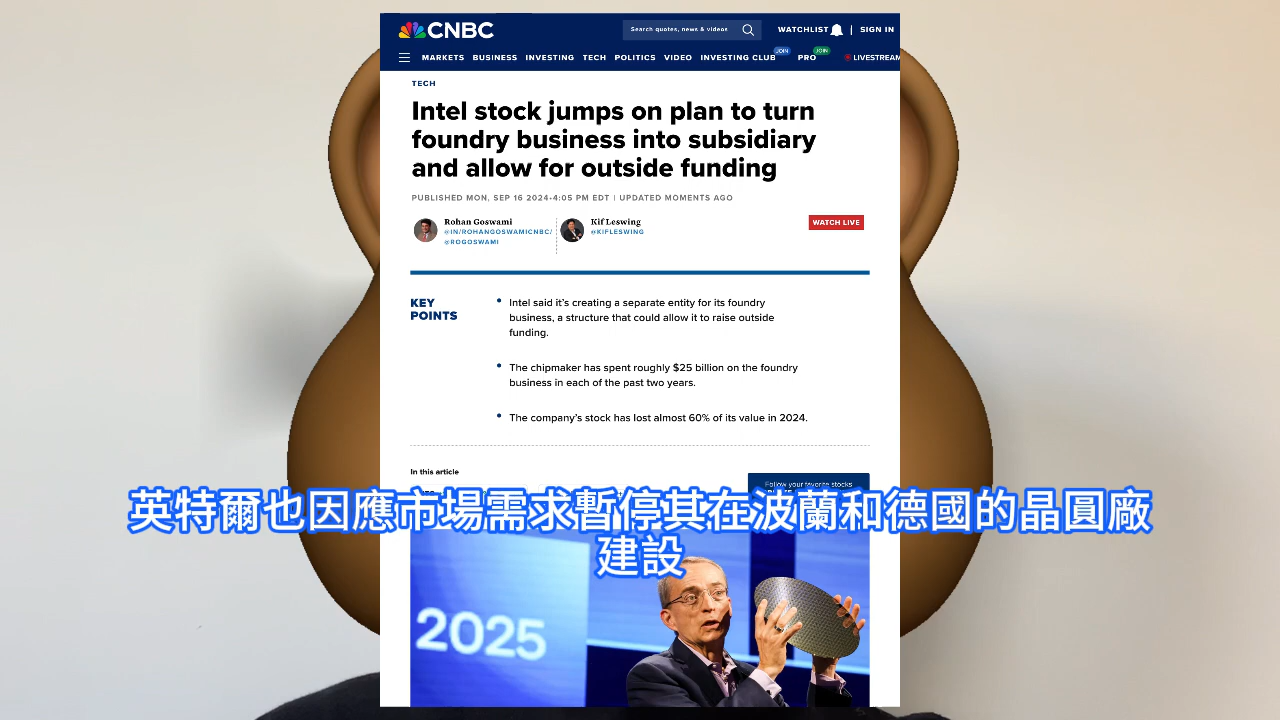 CNBC
Search quotes, news & videos
WATCHLIST | SIGN IN
MARKETS BUSINESS INVESTING TECH POLITICS VIDEO INVESTING CLUB JOIN PRO JOIN LIVESTREAM
TECH
Intel stock jumps on plan to turn
foundry business into subsidiary
and allow for outside funding
PUBLISHED MON, SEP 16 2024•4:05 PM EDT | UPDATED MOMENTS AGO
Rohan Goswami
@IN/ROHANGOSWAMICNBC/
@ROGOSWAMI
Kif Leswing
@KIFLESWING
WATCH LIVE
KEY
POINTS
• Intel said it’s creating a separate entity for its foundry
business, a structure that could allow it to raise outside
funding.
• The chipmaker has spent roughly $25 billion on the foundry
business in each of the past two years.
• The company’s stock has lost almost 60% of its value in 2024.
In this article
Follow your favorite stocks
英特爾也因應市場需求暫停其在波蘭和德國的晶圓廠
建設
2025